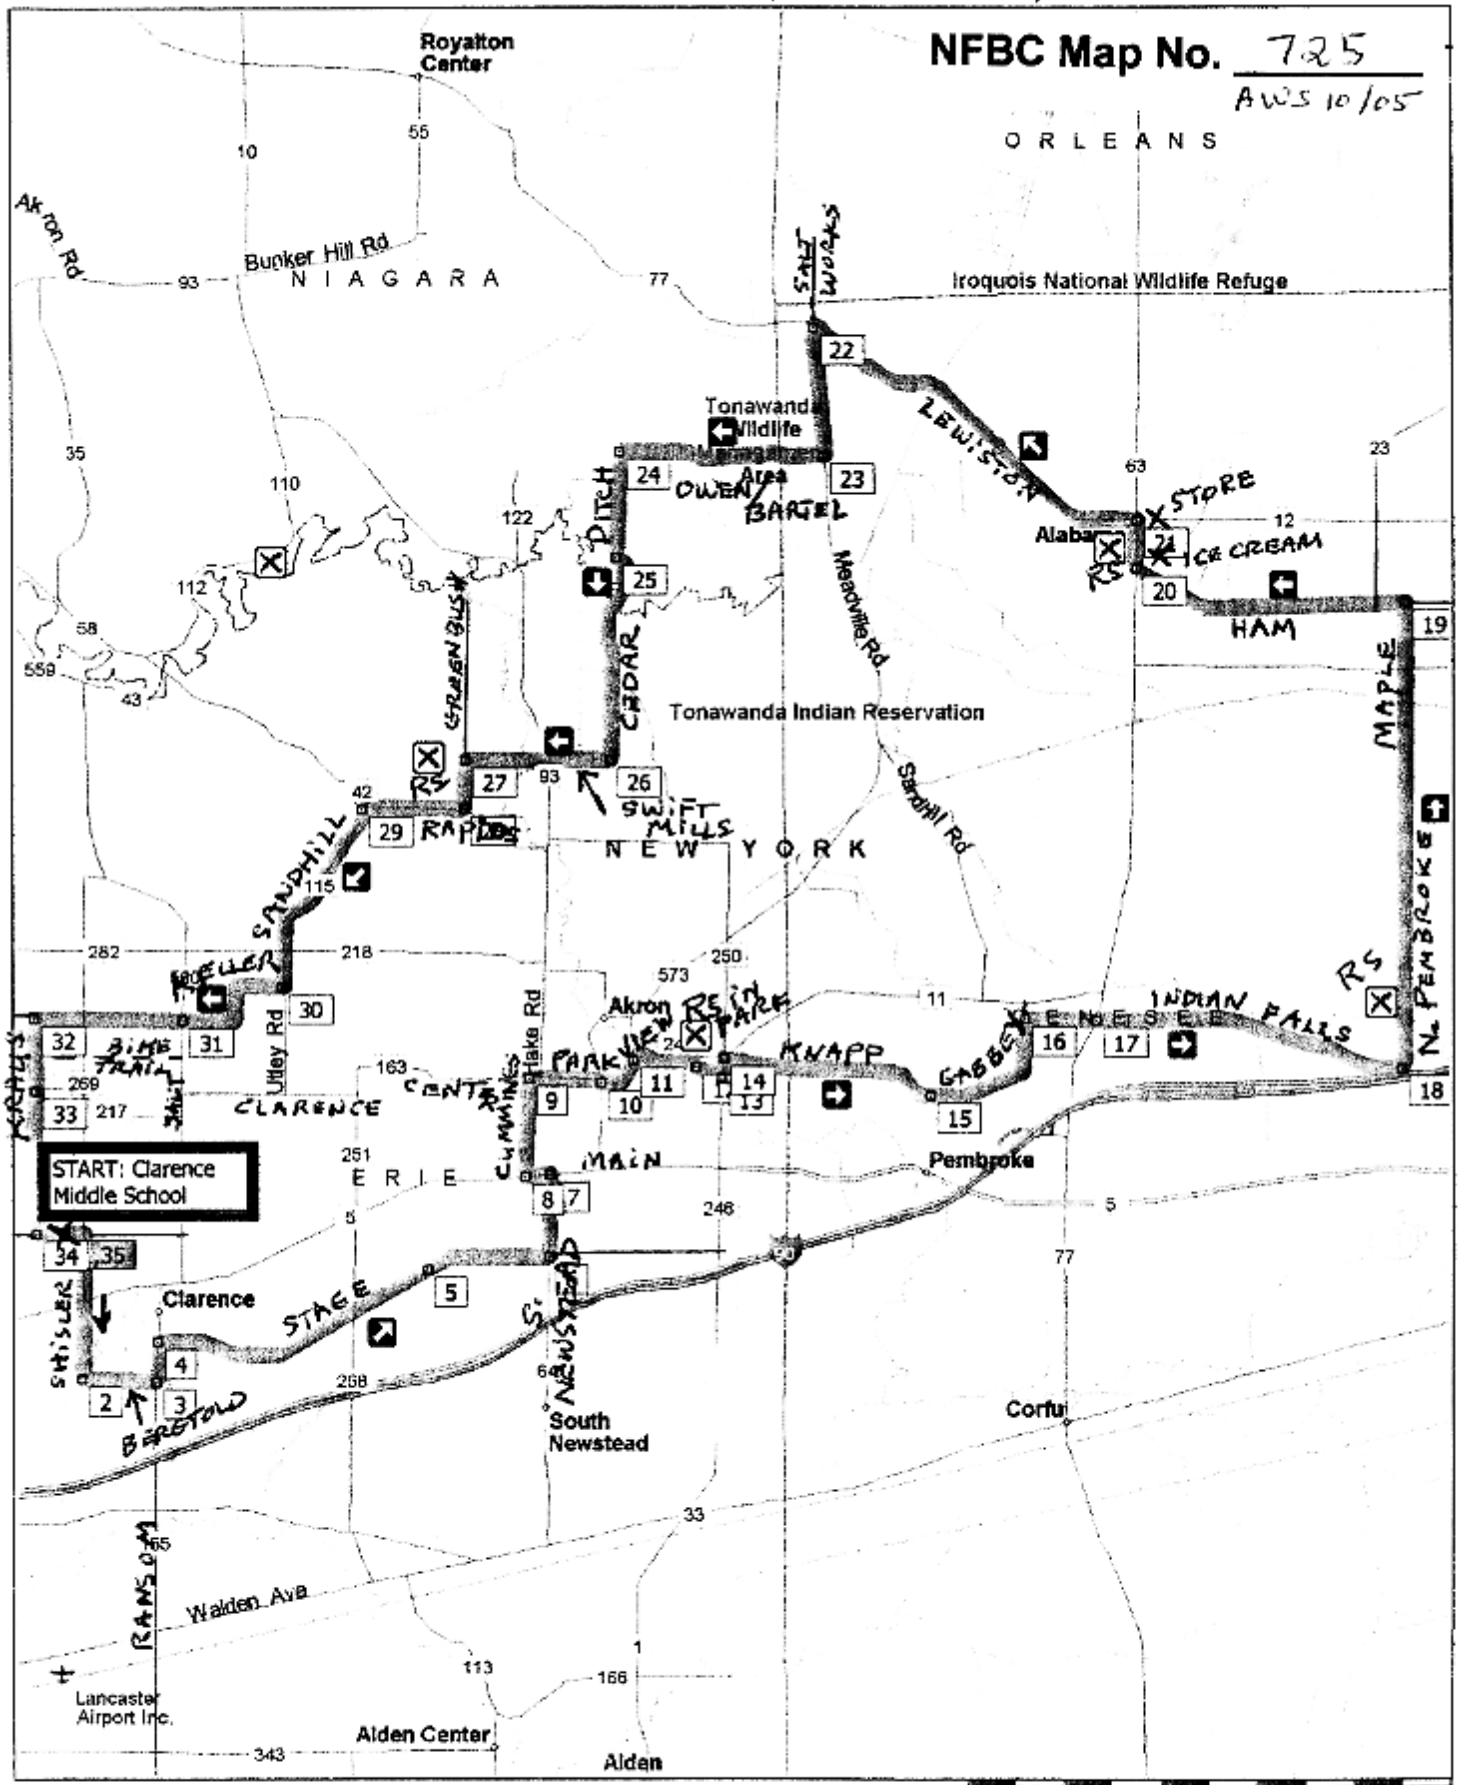 NFBC Map No. 725
AWS 10/05
Royalton
Center
ORLEANS
55
10
Akron Rd
Bunker Hill Rd
93
NIAGARA
77
SALT
WORKS
Iroquois National Wildlife Refuge
22
Tonawanda
Wildlife
Area
LEWISTON
35
110
24
23
63
23
DITCH
OWEN/
BARTEL
STORE
12
122
21
ICE CREAM
RS
20
25
Meadville Rd
112
58
559
43
GREENBUSH
CEDAR
HAM
19
MAPLE
Tonawanda Indian Reservation
RS
27
93
26
SWIFT
MILLS
42
29
RAPIDS
NEW YORK
Sandhill Rd
SANDHILL
115
282
218
250
573
11
KELLER
30
Akron
RS
N. PEMBROKE
32
31
Utley Rd
Hake Rd
PARKVIEW
KNAPP
GABBEY
16
GENESEE
17
INDIAN FALLS
18
KRAUS
BIKE
TRAIL
269
33
217
SALT
163
CLARENCE CENTER
CUMMINGS
9
10
11
14
13
15
START: Clarence
Middle School
251
ERIE
MAIN
8
7
246
Pembroke
5
5
34
35
90
77
SHISLER
Clarence
STAGE
5
S.
NEWSTEAD
4
2
3
BERGTOLD
268
South
Newstead
Corfu
33
RANSOM
Walden Ave
1
113
166
Lancaster
Airport Inc.
Alden Center
343
Alden